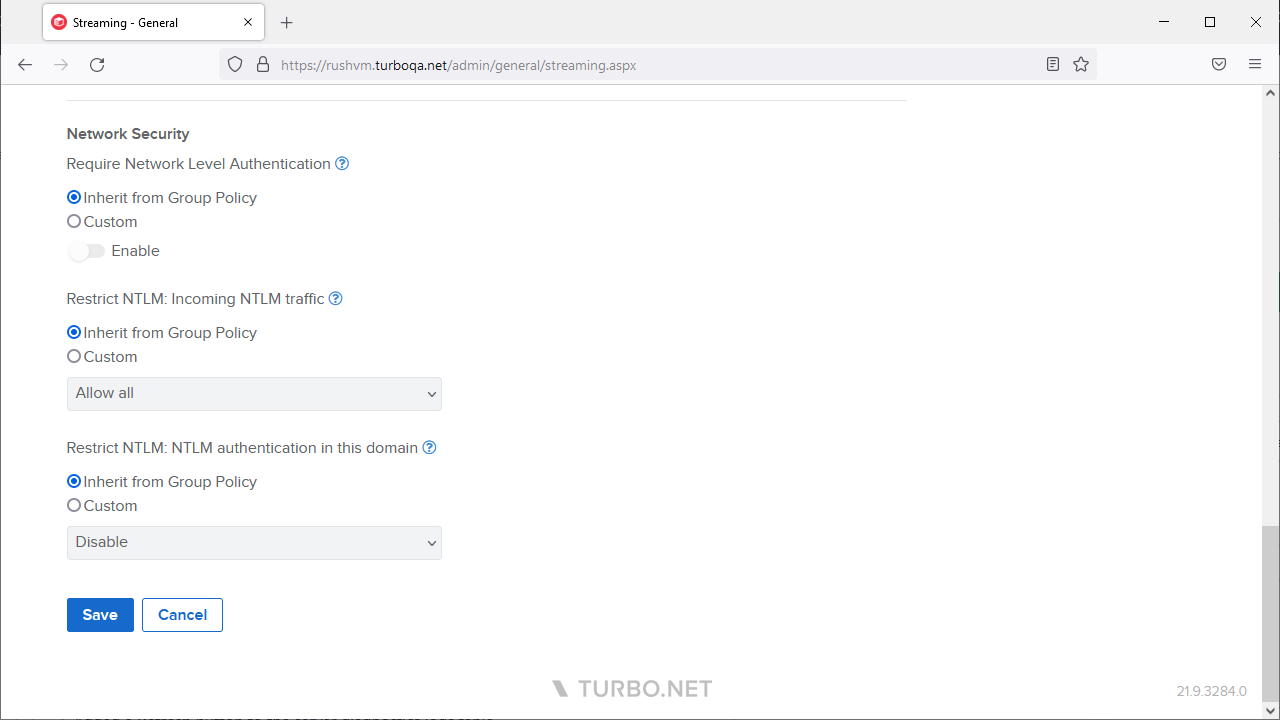 Streaming - General
https://rushvm.turboqa.net/admin/general/streaming.aspx
Network Security
Require Network Level Authentication
Inherit from Group Policy
Custom
Enable
Restrict NTLM: Incoming NTLM traffic
Inherit from Group Policy
Custom
Allow all
Restrict NTLM: NTLM authentication in this domain
Inherit from Group Policy
Custom
Disable
Save Cancel
TURBO.NET
21.9.3284.0